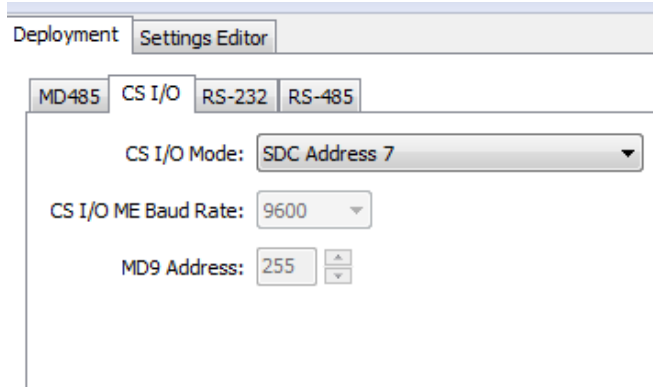 Deployment Settings Editor
MD485 CS I/O RS-232 RS-485
CS I/O Mode: SDC Address 7
CS I/O ME Baud Rate: 9600
MD9 Address: 255